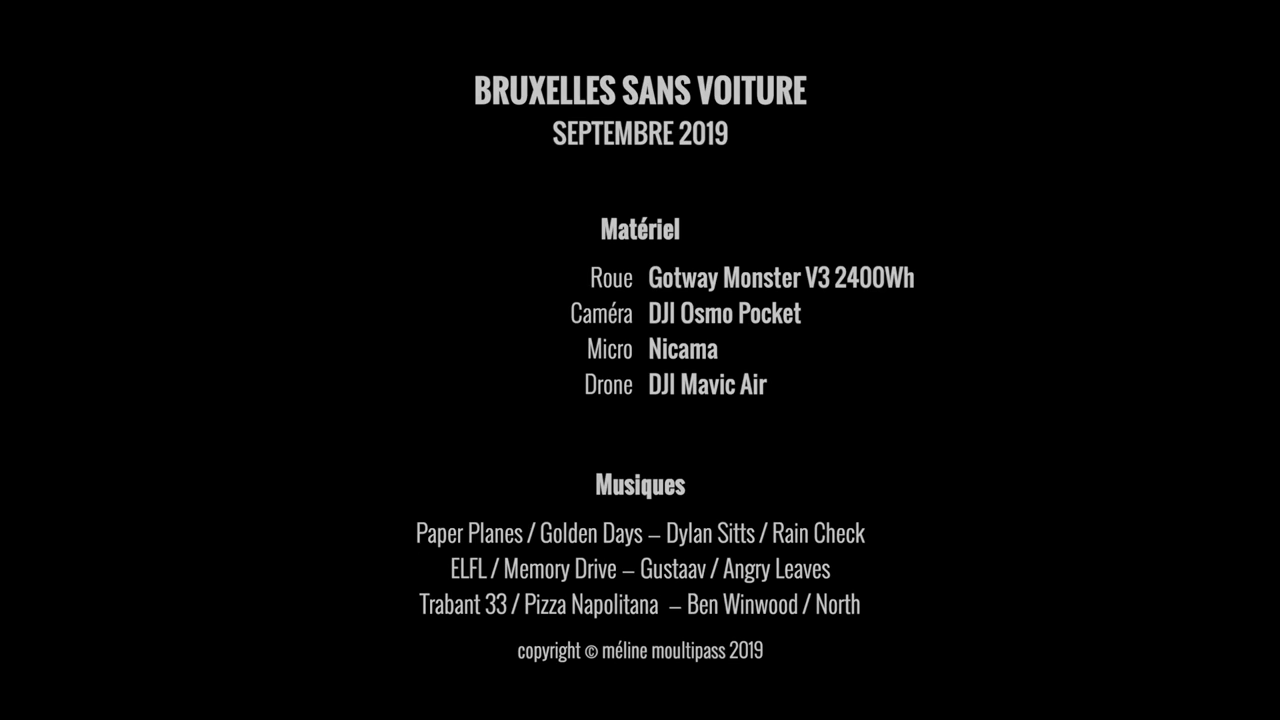 BRUXELLES SANS VOITURE
SEPTEMBRE 2019
Matériel
Roue Gotway Monster V3 2400Wh
Caméra DJI Osmo Pocket
Micro Nicama
Drone DJI Mavic Air
Musiques
Paper Planes / Golden Days – Dylan Sitts / Rain Check
ELFL / Memory Drive – Gustaav / Angry Leaves
Trabant 33 / Pizza Napolitana – Ben Winwood / North
copyright © méline moultipass 2019